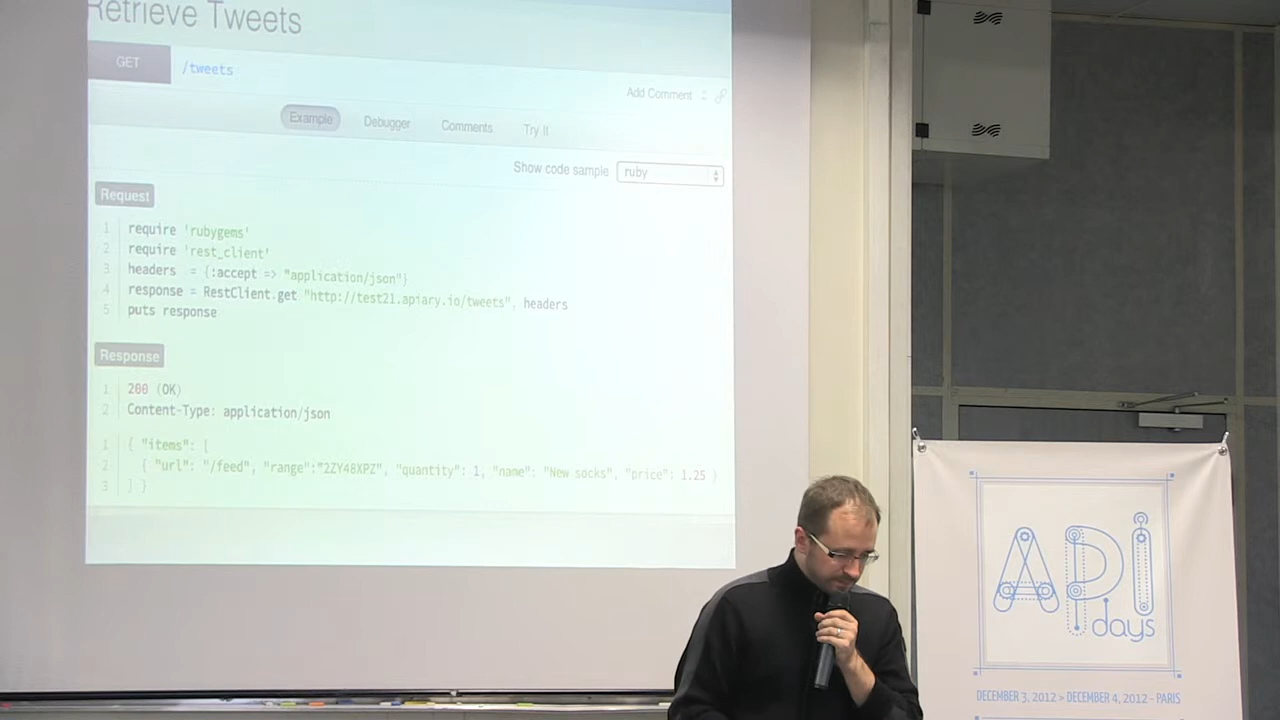 Retrieve Tweets
GET /tweets
Add Comment
Example Debugger Comments Try It
Show code sample ruby
Request
1 require 'rubygems'
2 require 'rest_client'
3 headers = {:accept => "application/json"}
4 response = RestClient.get "http://test21.apiary.io/tweets", headers
5 puts response
Response
1 200 (OK)
2 Content-Type: application/json
1 { "items": [
2 { "url": "/feed", "range":"2ZY48XPZ", "quantity": 1, "name": "New socks", "price": 1.25 }
3 ] }
API
days
DECEMBER 3, 2012 > DECEMBER 4, 2012 - PARIS